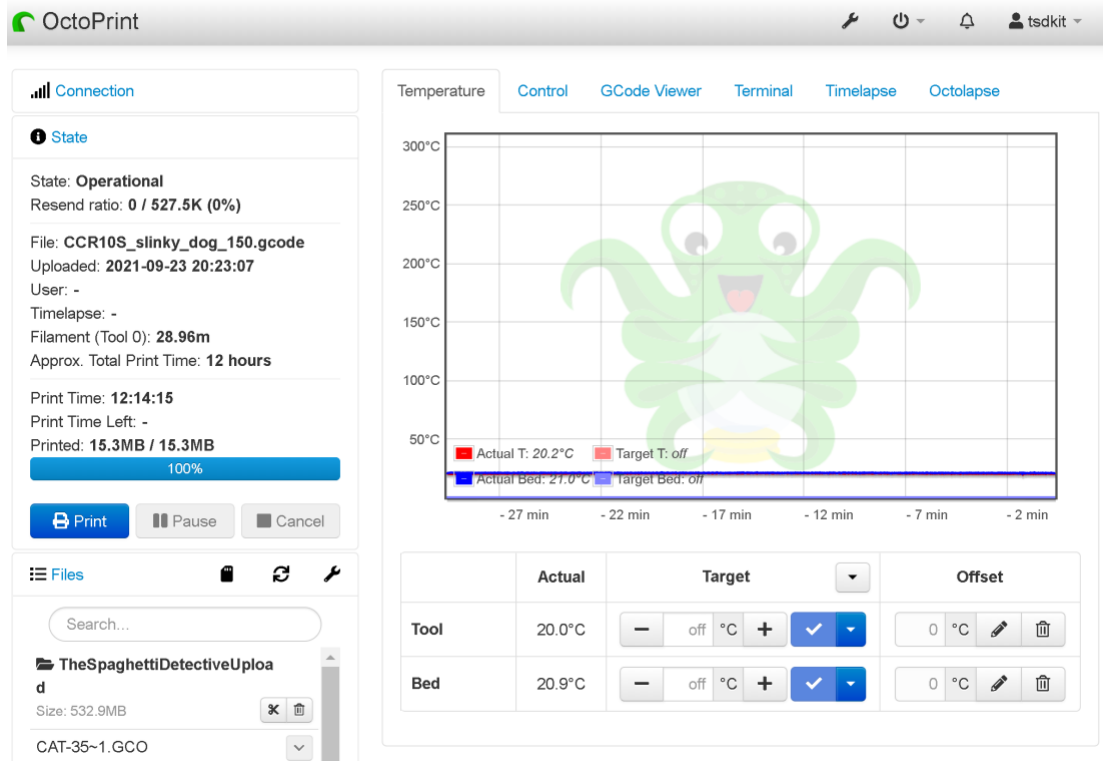 OctoPrint
tsdkit
Connection
State
State: Operational
Resend ratio: 0 / 527.5K (0%)
File: CCR10S_slinky_dog_150.gcode
Uploaded: 2021-09-23 20:23:07
User: -
Timelapse: -
Filament (Tool 0): 28.96m
Approx. Total Print Time: 12 hours
Print Time: 12:14:15
Print Time Left: -
Printed: 15.3MB / 15.3MB
100%
Print Pause Cancel
Files
Search...
TheSpaghettiDetectiveUploa
d
Size: 532.9MB
CAT-35~1.GCO
Temperature Control GCode Viewer Terminal Timelapse Octolapse
300°C
250°C
200°C
150°C
100°C
50°C
Actual T: 20.2°C Target T: off
Actual Bed: 21.0°C Target Bed: off
- 27 min - 22 min - 17 min - 12 min - 7 min - 2 min
Actual Target Offset
Tool 20.0°C off °C 0 °C
Bed 20.9°C off °C 0 °C